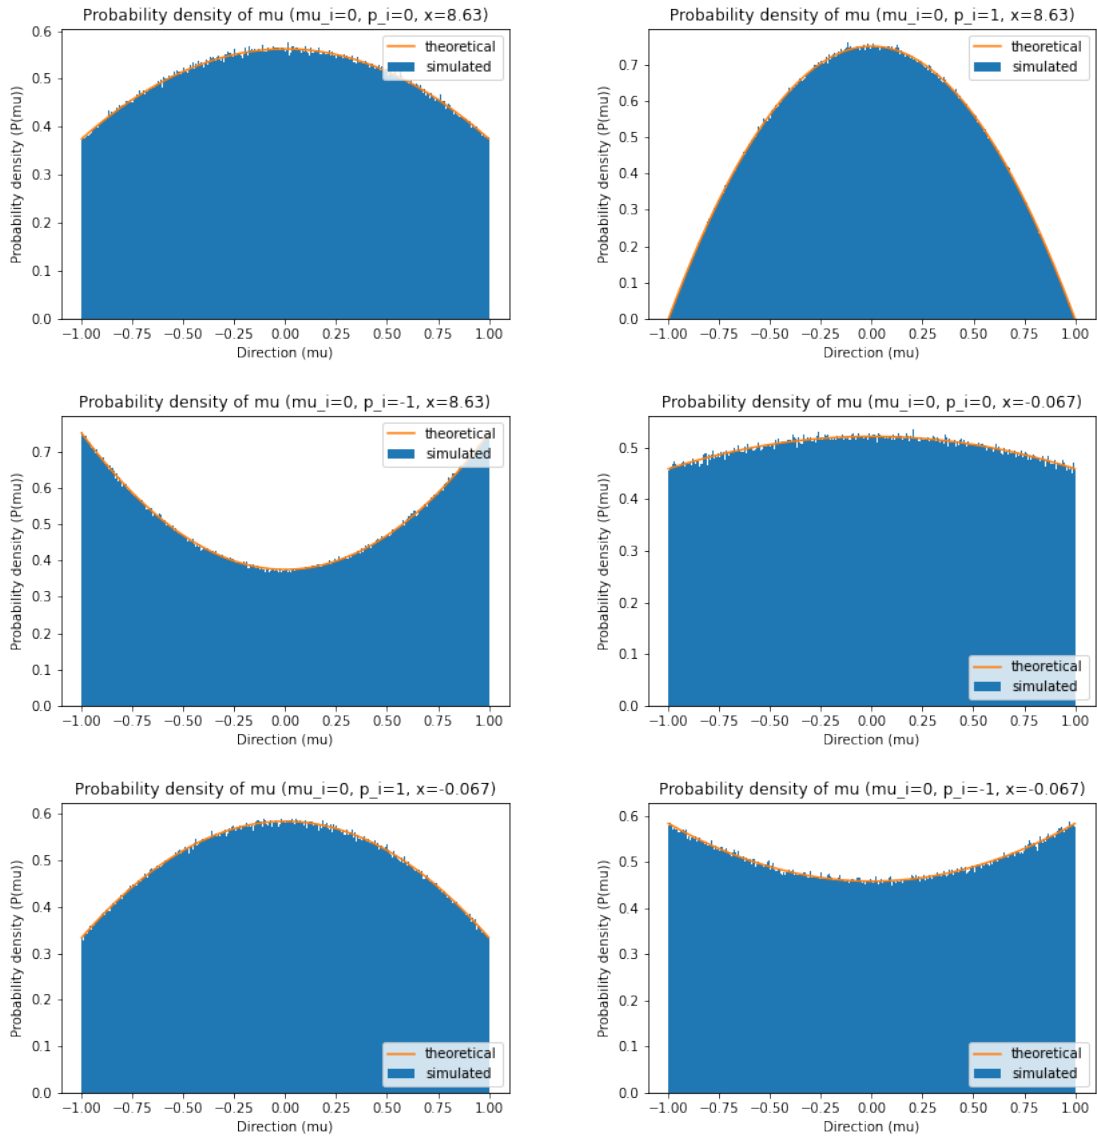 Probability density of mu (mu_i=0, p_i=0, x=8.63)
theoretical
simulated
Probability density (P(mu))
0.6
0.5
0.4
0.3
0.2
0.1
0.0
−1.00 −0.75 −0.50 −0.25 0.00 0.25 0.50 0.75 1.00
Direction (mu)
Probability density of mu (mu_i=0, p_i=1, x=8.63)
theoretical
simulated
Probability density (P(mu))
0.7
0.6
0.5
0.4
0.3
0.2
0.1
0.0
−1.00 −0.75 −0.50 −0.25 0.00 0.25 0.50 0.75 1.00
Direction (mu)
Probability density of mu (mu_i=0, p_i=-1, x=8.63)
theoretical
simulated
Probability density (P(mu))
0.7
0.6
0.5
0.4
0.3
0.2
0.1
0.0
−1.00 −0.75 −0.50 −0.25 0.00 0.25 0.50 0.75 1.00
Direction (mu)
Probability density of mu (mu_i=0, p_i=0, x=-0.067)
Probability density (P(mu))
0.5
0.4
0.3
0.2
0.1
0.0
theoretical
simulated
−1.00 −0.75 −0.50 −0.25 0.00 0.25 0.50 0.75 1.00
Direction (mu)
Probability density of mu (mu_i=0, p_i=1, x=-0.067)
Probability density (P(mu))
0.6
0.5
0.4
0.3
0.2
0.1
0.0
theoretical
simulated
−1.00 −0.75 −0.50 −0.25 0.00 0.25 0.50 0.75 1.00
Direction (mu)
Probability density of mu (mu_i=0, p_i=-1, x=-0.067)
Probability density (P(mu))
0.6
0.5
0.4
0.3
0.2
0.1
0.0
theoretical
simulated
−1.00 −0.75 −0.50 −0.25 0.00 0.25 0.50 0.75 1.00
Direction (mu)